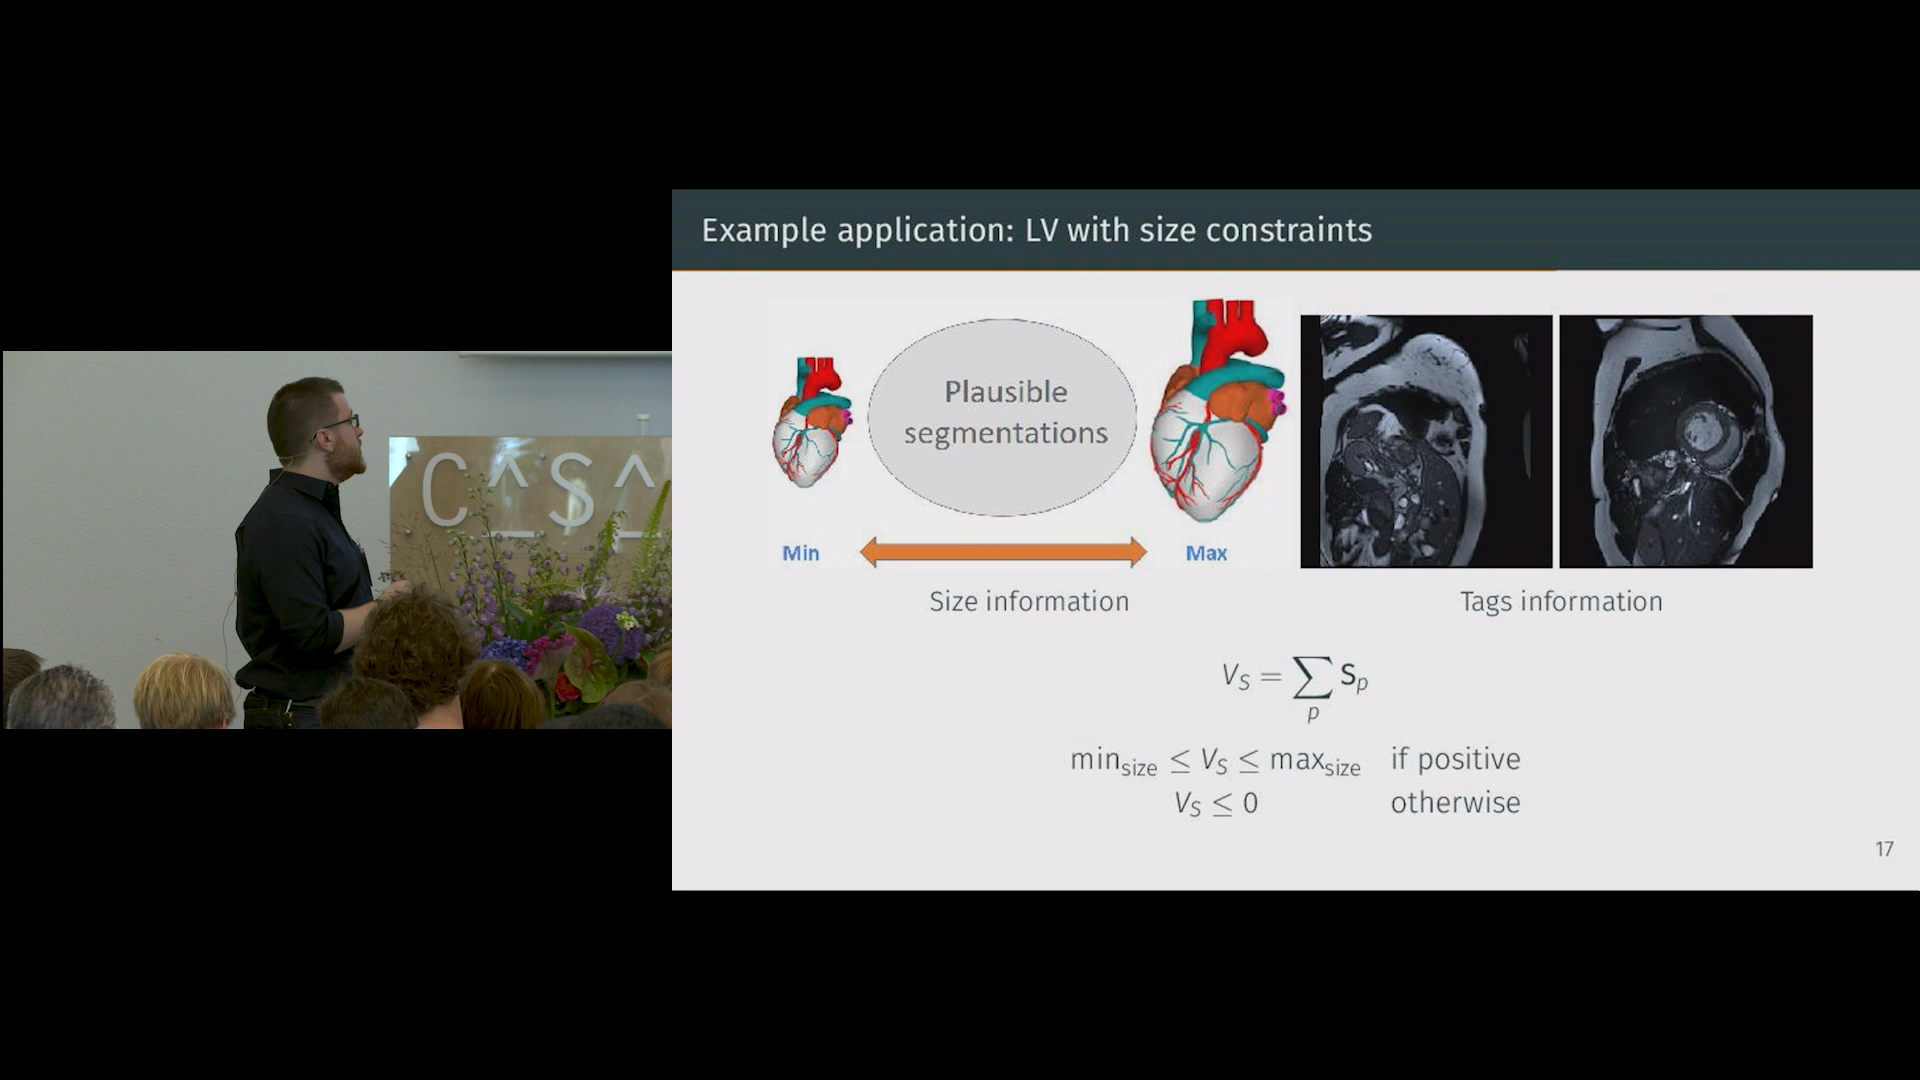 Example application: LV with size constraints
C A S A
Plausible
segmentations
Min
Max
Size information
Tags information
V_S = ∑_p S_p
min_size ≤ V_S ≤ max_size if positive
V_S ≤ 0 otherwise
17